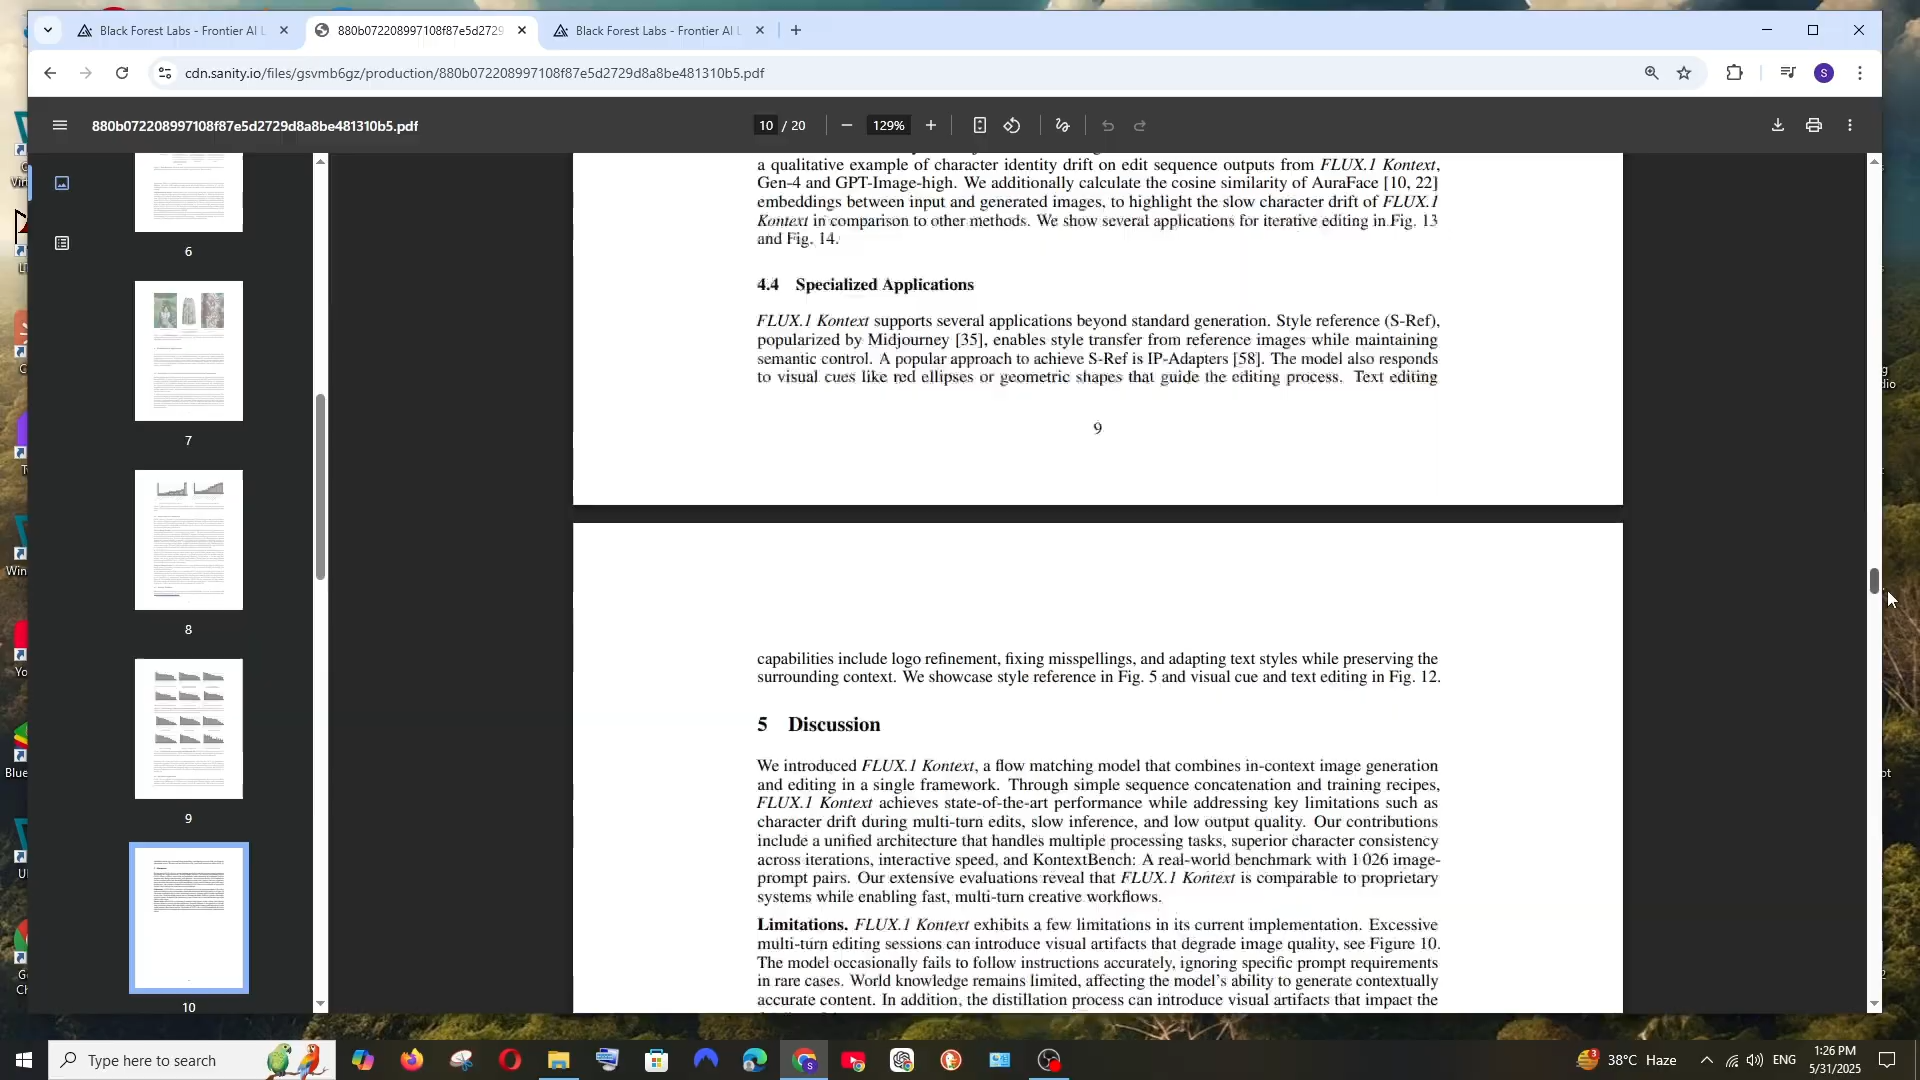 Black Forest Labs - Frontier AI L
880b072208997108f87e5d2729
Black Forest Labs - Frontier AI L
cdn.sanity.io/files/gsvmb6gz/production/880b072208997108f87e5d2729d8a8be481310b5.pdf
S
880b072208997108f87e5d2729d8a8be481310b5.pdf
10 / 20
129%
6
7
8
9
10
a qualitative example of character identity drift on edit sequence outputs from FLUX.1 Kontext,
Gen-4 and GPT-Image-high. We additionally calculate the cosine similarity of AuraFace [10, 22]
embeddings between input and generated images, to highlight the slow character drift of FLUX.1
Kontext in comparison to other methods. We show several applications for iterative editing in Fig. 13
and Fig. 14.
4.4 Specialized Applications
FLUX.1 Kontext supports several applications beyond standard generation. Style reference (S-Ref),
popularized by Midjourney [35], enables style transfer from reference images while maintaining
semantic control. A popular approach to achieve S-Ref is IP-Adapters [58]. The model also responds
to visual cues like red ellipses or geometric shapes that guide the editing process. Text editing
9
capabilities include logo refinement, fixing misspellings, and adapting text styles while preserving the
surrounding context. We showcase style reference in Fig. 5 and visual cue and text editing in Fig. 12.
5 Discussion
We introduced FLUX.1 Kontext, a flow matching model that combines in-context image generation
and editing in a single framework. Through simple sequence concatenation and training recipes,
FLUX.1 Kontext achieves state-of-the-art performance while addressing key limitations such as
character drift during multi-turn edits, slow inference, and low output quality. Our contributions
include a unified architecture that handles multiple processing tasks, superior character consistency
across iterations, interactive speed, and KontextBench: A real-world benchmark with 1 026 image-
prompt pairs. Our extensive evaluations reveal that FLUX.1 Kontext is comparable to proprietary
systems while enabling fast, multi-turn creative workflows.
Limitations. FLUX.1 Kontext exhibits a few limitations in its current implementation. Excessive
multi-turn editing sessions can introduce visual artifacts that degrade image quality, see Figure 10.
The model occasionally fails to follow instructions accurately, ignoring specific prompt requirements
in rare cases. World knowledge remains limited, affecting the model's ability to generate contextually
accurate content. In addition, the distillation process can introduce visual artifacts that impact the
Type here to search
38°C Haze
ENG
1:26 PM
5/31/2025